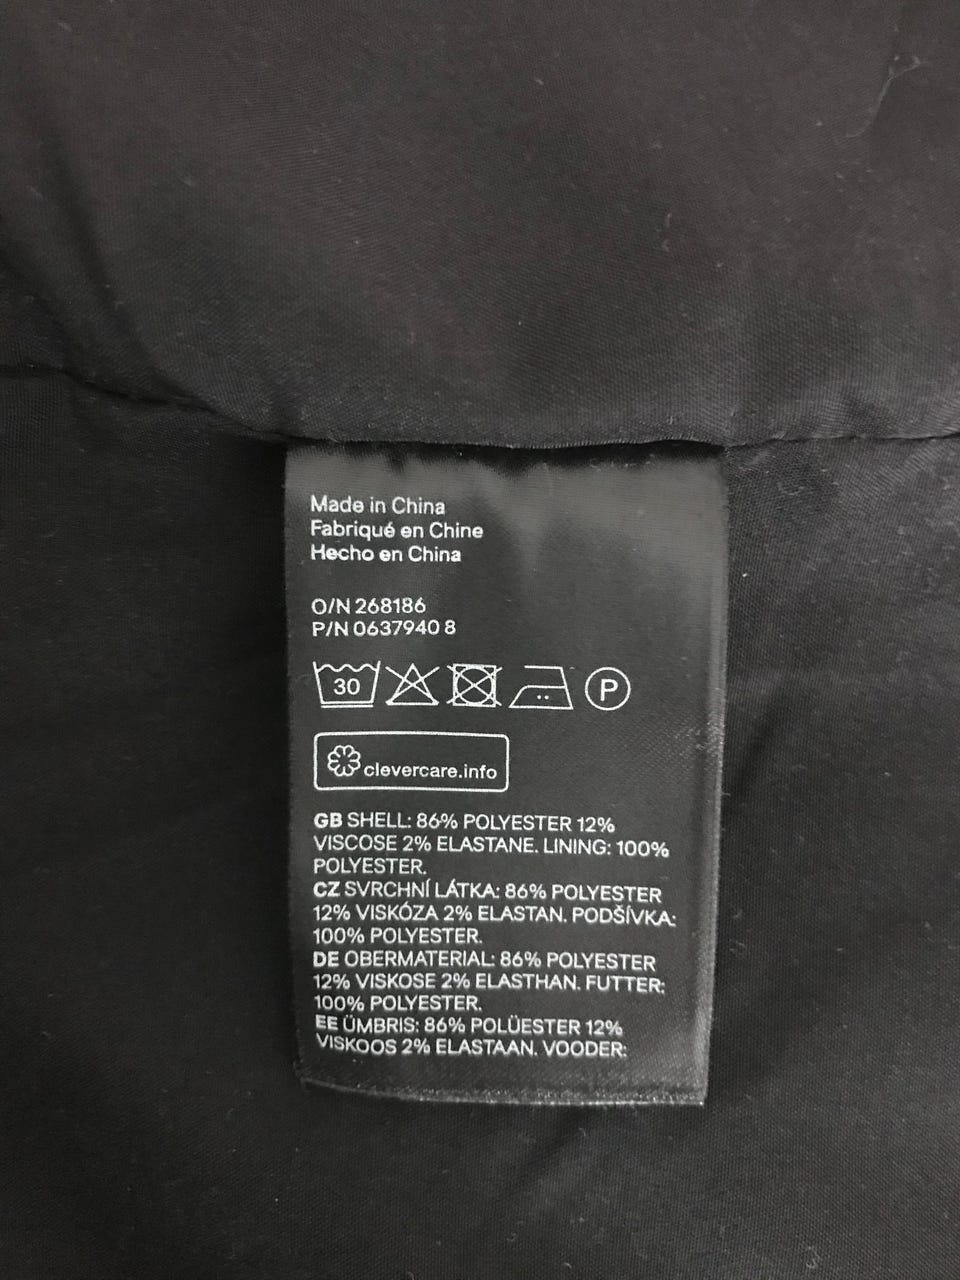 Made in China
Fabriqué en Chine
Hecho en China
O/N 268186
P/N 0637940 8
30 P
clevercare.info
GB SHELL: 86% POLYESTER 12%
VISCOSE 2% ELASTANE. LINING: 100%
POLYESTER.
CZ SVRCHNÍ LÁTKA: 86% POLYESTER
12% VISKÓZA 2% ELASTAN. PODŠÍVKA:
100% POLYESTER.
DE OBERMATERIAL: 86% POLYESTER
12% VISKOSE 2% ELASTHAN. FUTTER:
100% POLYESTER.
EE ÜMBRIS: 86% POLÜESTER 12%
VISKOOS 2% ELASTAAN. VOODER: